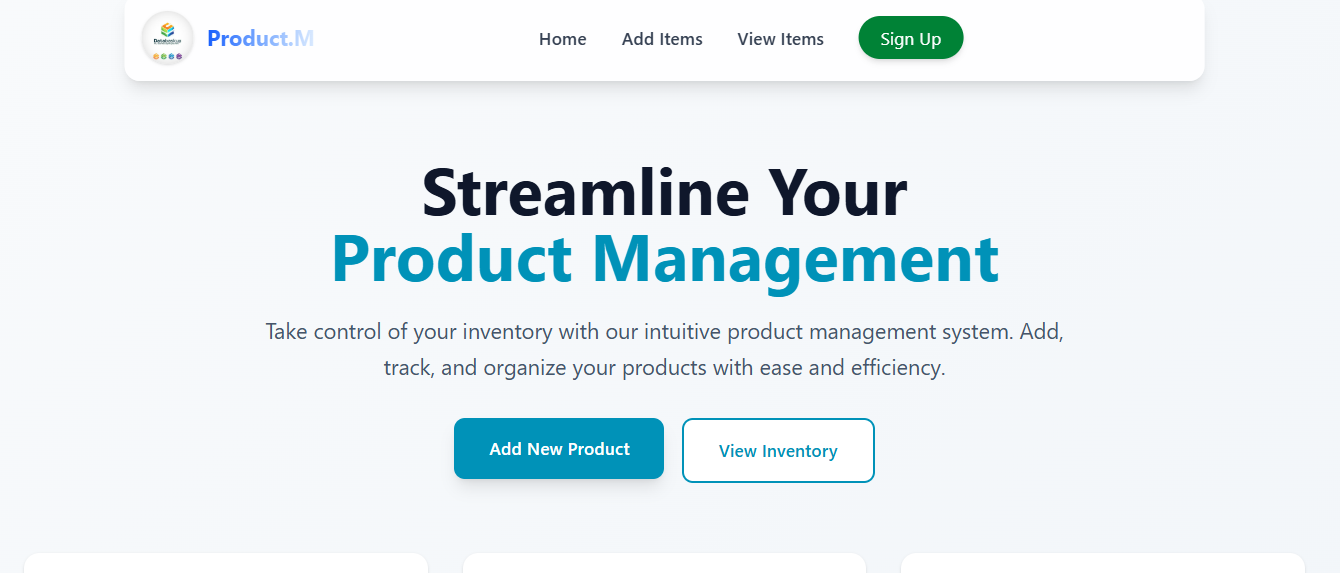 Product.M
Home
Add Items
View Items
Sign Up
Streamline Your
Product Management
Take control of your inventory with our intuitive product management system. Add,
track, and organize your products with ease and efficiency.
Add New Product
View Inventory